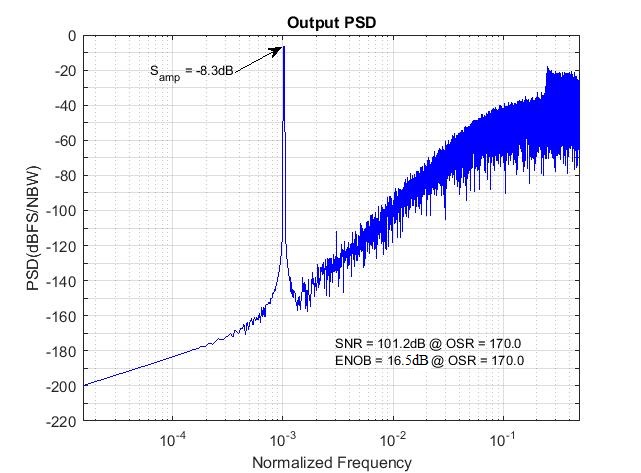 Output PSD
0
-20
-40
-60
-80
-100
-120
-140
-160
-180
-200
-220
PSD(dBFS/NBW)
S_amp = -8.3dB
SNR = 101.2dB @ OSR = 170.0
ENOB = 16.5dB @ OSR = 170.0
10^-4
10^-3
10^-2
10^-1
Normalized Frequency